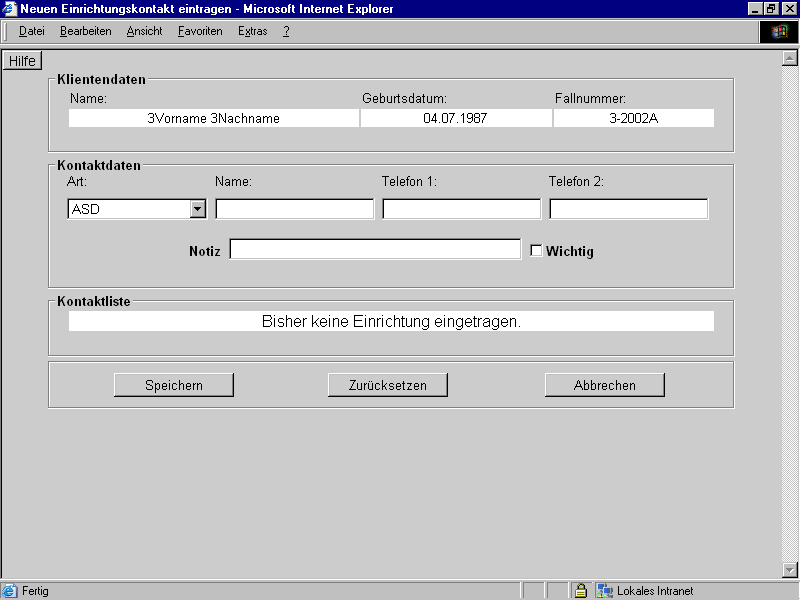 Neuen Einrichtungskontakt eintragen - Microsoft Internet Explorer
Datei Bearbeiten Ansicht Favoriten Extras ?
Hilfe
Klientendaten
Name: Geburtsdatum: Fallnummer:
3Vorname 3Nachname 04.07.1987 3-2002A
Kontaktdaten
Art: Name: Telefon 1: Telefon 2:
ASD
Notiz Wichtig
Kontaktliste
Bisher keine Einrichtung eingetragen.
Speichern Zurücksetzen Abbrechen
Fertig Lokales Intranet